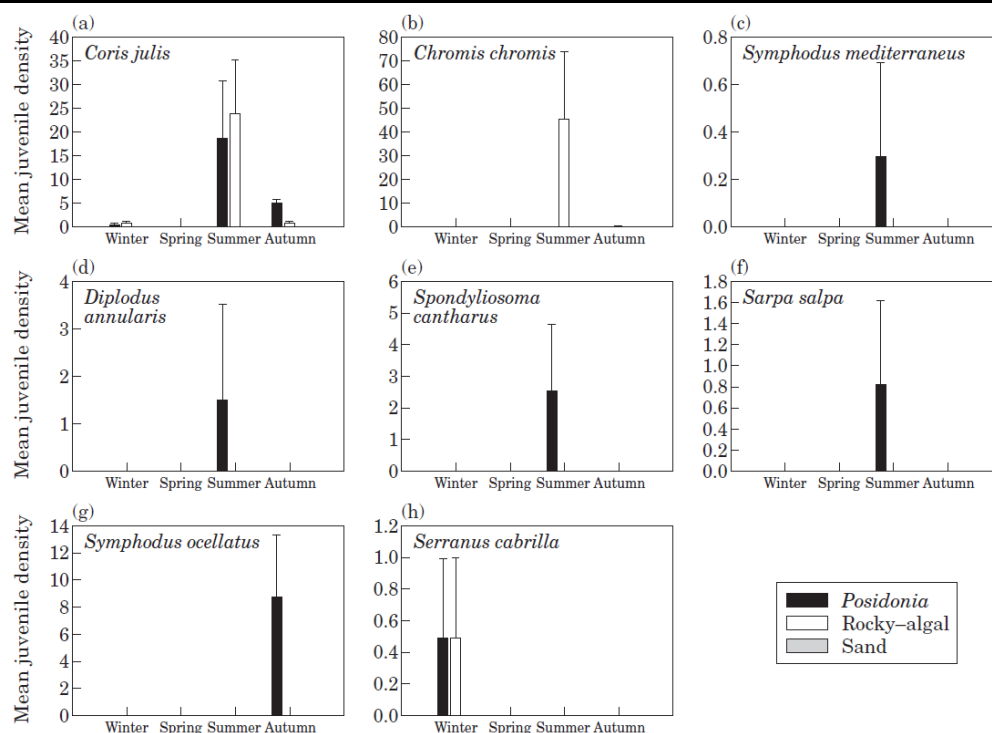 (a)
Coris julis
Mean juvenile density
40
35
30
25
20
15
10
5
0
Winter Spring Summer Autumn
(b)
Chromis chromis
80
70
60
50
40
30
20
10
0
Winter Spring Summer Autumn
(c)
Symphodus mediterraneus
0.8
0.6
0.4
0.2
0.0
Winter Spring Summer Autumn
(d)
Diplodus
annularis
Mean juvenile density
4
3
2
1
0
Winter Spring Summer Autumn
(e)
Spondyliosoma
cantharus
6
5
4
3
2
1
0
Winter Spring Summer Autumn
(f)
Sarpa salpa
1.8
1.6
1.4
1.2
1.0
0.8
0.6
0.4
0.2
0.0
Winter Spring Summer Autumn
(g)
Symphodus ocellatus
Mean juvenile density
14
12
10
8
6
4
2
0
Winter Spring Summer Autumn
(h)
Serranus cabrilla
1.2
1.0
0.8
0.6
0.4
0.2
0.0
Winter Spring Summer Autumn
Posidonia
Rocky–algal
Sand